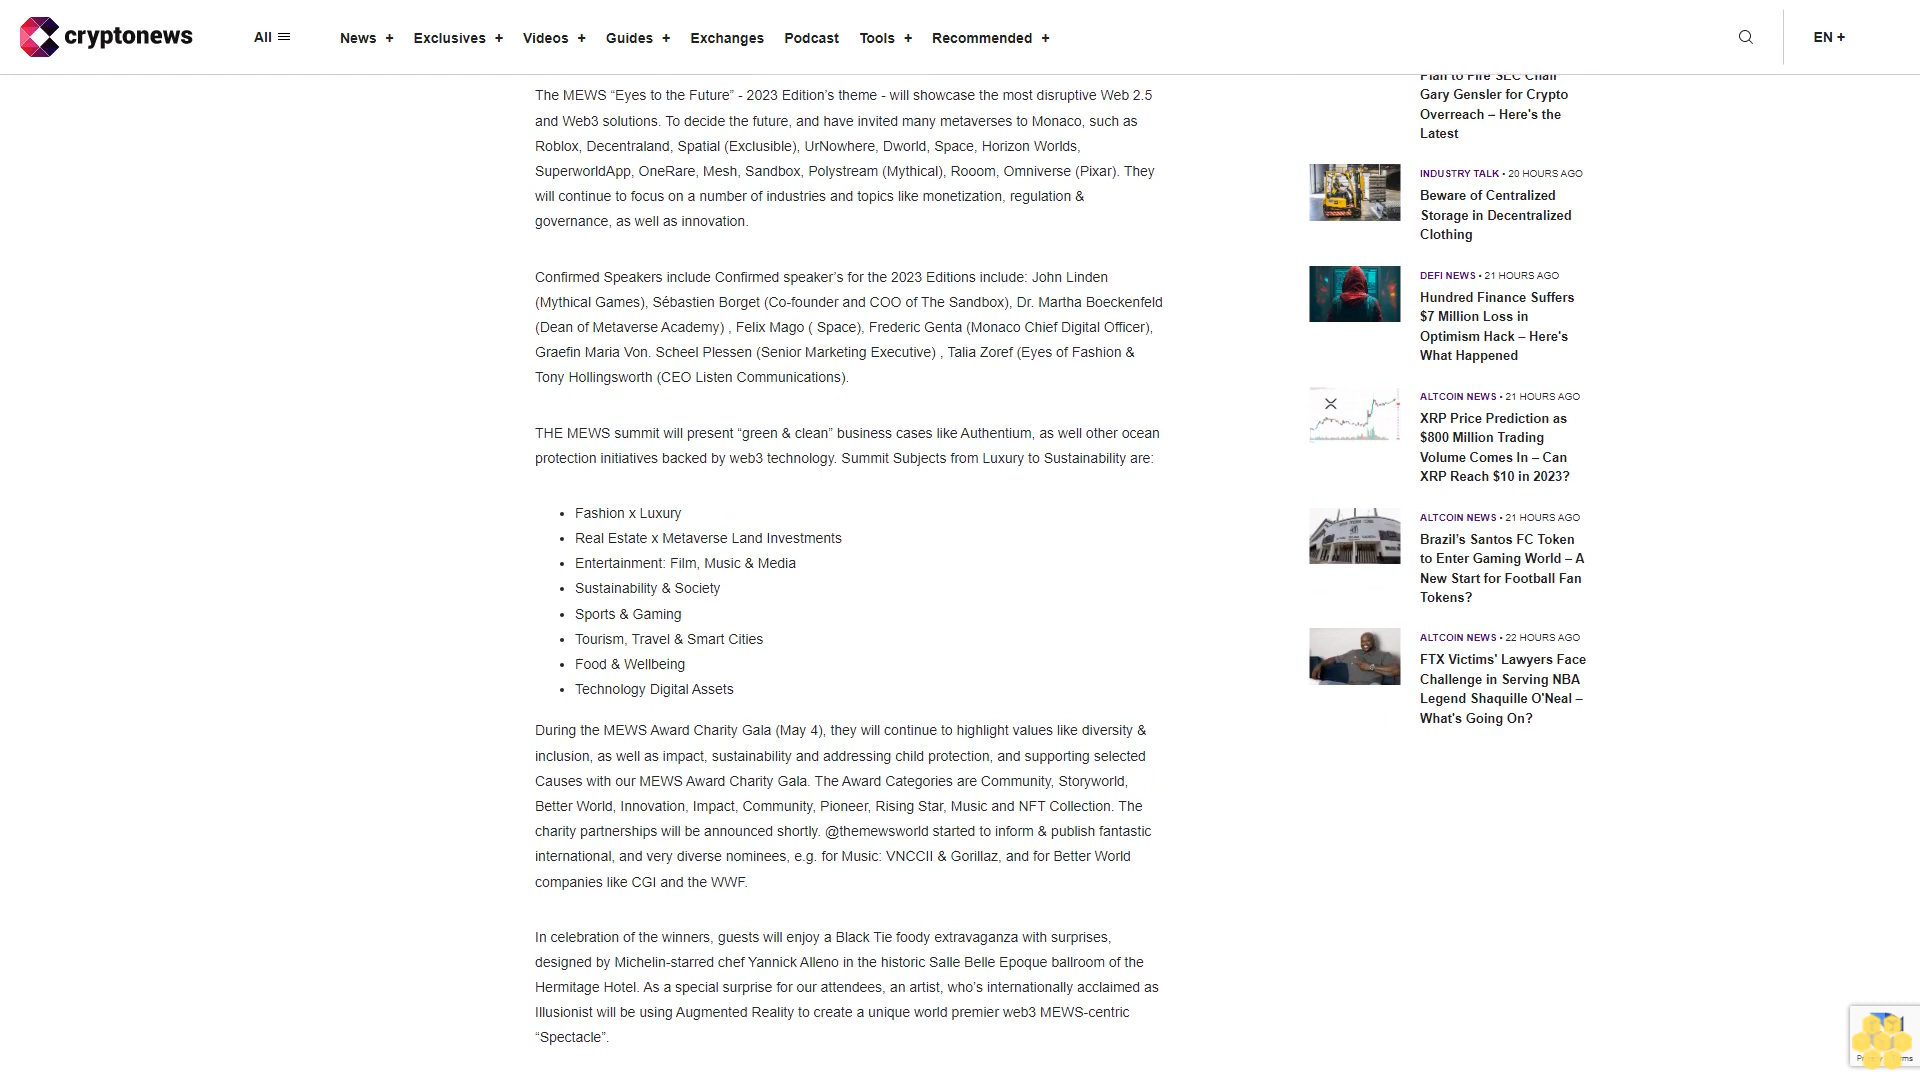 cryptonews
All
News +
Exclusives +
Videos +
Guides +
Exchanges
Podcast
Tools +
Recommended +
EN +
The MEWS “Eyes to the Future” - 2023 Edition’s theme - will showcase the most disruptive Web 2.5
and Web3 solutions. To decide the future, and have invited many metaverses to Monaco, such as
Roblox, Decentraland, Spatial (Exclusible), UrNowhere, Dworld, Space, Horizon Worlds,
SuperworldApp, OneRare, Mesh, Sandbox, Polystream (Mythical), Rooom, Omniverse (Pixar). They
will continue to focus on a number of industries and topics like monetization, regulation &
governance, as well as innovation.
Confirmed Speakers include Confirmed speaker’s for the 2023 Editions include: John Linden
(Mythical Games), Sébastien Borget (Co-founder and COO of The Sandbox), Dr. Martha Boeckenfeld
(Dean of Metaverse Academy) , Felix Mago ( Space), Frederic Genta (Monaco Chief Digital Officer),
Graefin Maria Von. Scheel Plessen (Senior Marketing Executive) , Talia Zoref (Eyes of Fashion &
Tony Hollingsworth (CEO Listen Communications).
THE MEWS summit will present “green & clean” business cases like Authentium, as well other ocean
protection initiatives backed by web3 technology. Summit Subjects from Luxury to Sustainability are:
• Fashion x Luxury
• Real Estate x Metaverse Land Investments
• Entertainment: Film, Music & Media
• Sustainability & Society
• Sports & Gaming
• Tourism, Travel & Smart Cities
• Food & Wellbeing
• Technology Digital Assets
During the MEWS Award Charity Gala (May 4), they will continue to highlight values like diversity &
inclusion, as well as impact, sustainability and addressing child protection, and supporting selected
Causes with our MEWS Award Charity Gala. The Award Categories are Community, Storyworld,
Better World, Innovation, Impact, Community, Pioneer, Rising Star, Music and NFT Collection. The
charity partnerships will be announced shortly. @themewsworld started to inform & publish fantastic
international, and very diverse nominees, e.g. for Music: VNCCII & Gorillaz, and for Better World
companies like CGI and the WWF.
In celebration of the winners, guests will enjoy a Black Tie foody extravaganza with surprises,
designed by Michelin-starred chef Yannick Alleno in the historic Salle Belle Epoque ballroom of the
Hermitage Hotel. As a special surprise for our attendees, an artist, who’s internationally acclaimed as
Illusionist will be using Augmented Reality to create a unique world premier web3 MEWS-centric
“Spectacle”.
Plan to Fire SEC Chair
Gary Gensler for Crypto
Overreach – Here's the
Latest
INDUSTRY TALK • 20 HOURS AGO
Beware of Centralized
Storage in Decentralized
Clothing
DEFI NEWS • 21 HOURS AGO
Hundred Finance Suffers
$7 Million Loss in
Optimism Hack – Here's
What Happened
ALTCOIN NEWS • 21 HOURS AGO
XRP Price Prediction as
$800 Million Trading
Volume Comes In – Can
XRP Reach $10 in 2023?
ALTCOIN NEWS • 21 HOURS AGO
Brazil’s Santos FC Token
to Enter Gaming World – A
New Start for Football Fan
Tokens?
ALTCOIN NEWS • 22 HOURS AGO
FTX Victims' Lawyers Face
Challenge in Serving NBA
Legend Shaquille O'Neal –
What's Going On?